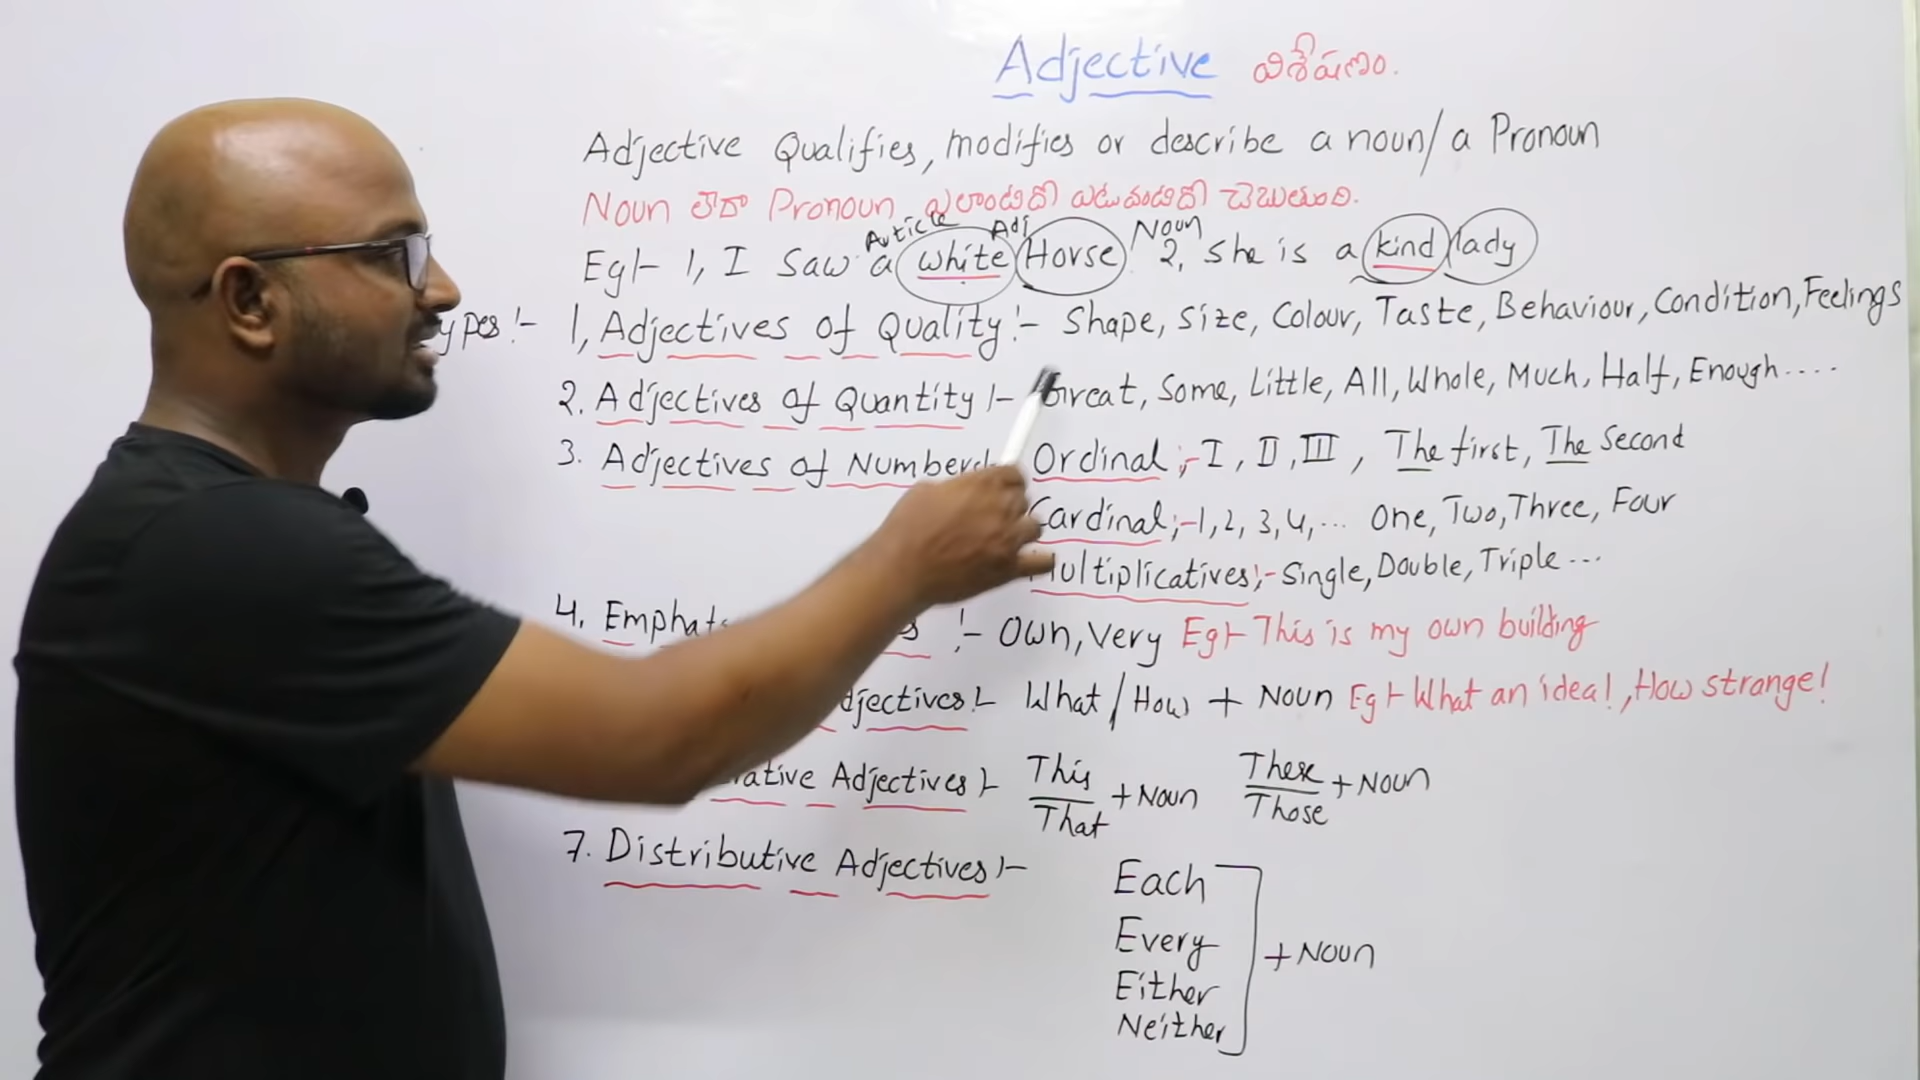 Adjective విశేషణం.
Adjective Qualifies, modifies or describe a noun/a Pronoun
Noun లేదా Pronoun ఎలాంటిదో ఎటువంటిదో చెబుతుంది.
Article Adj Noun
Eg:- 1, I Saw a white Horse 2, She is a kind lady
ypes:- 1, Adjectives of Quality:- Shape, Size, Colour, Taste, Behaviour, Condition, Feelings
2. Adjectives of Quantity:- Great, Some, Little, All, Whole, Much, Half, Enough....
3. Adjectives of Number:- Ordinal:- I, II, III, The first, The Second
Cardinal:- 1, 2, 3, 4,... One, Two, Three, Four
Multiplicatives:- Single, Double, Triple...
4. Emphat s :- Own, Very Eg:- This is my own building
djectives:- What/How + Noun Eg:- What an idea!, How strange!
rative Adjectives:- This/That + Noun These/Those + Noun
7. Distributive Adjectives:-
Each
Every
Either
Neither
+ Noun